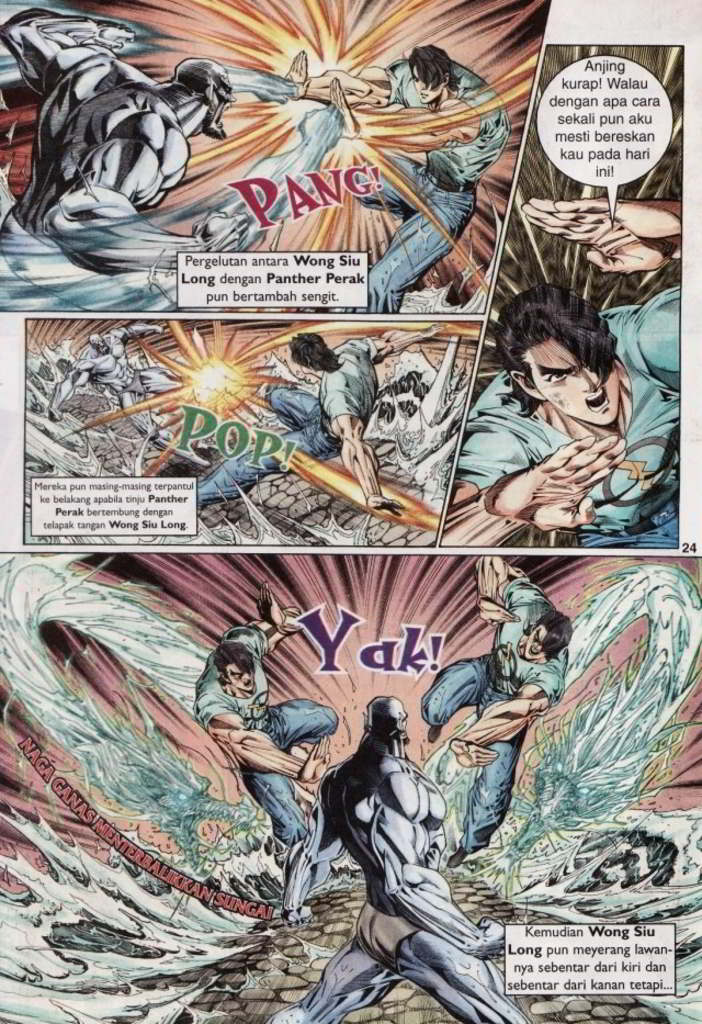 PANG!
Pergelutan antara Wong Siu
Long dengan Panther Perak
pun bertambah sengit.
Anjing
kurap! Walau
dengan apa cara
sekali pun aku
mesti bereskan
kau pada hari
ini!
POP!
Mereka pun masing-masing terpantul
ke belakang apabila tinju Panther
Perak bertembung dengan
telapak tangan Wong Siu Long.
24
Yak!
NAGA GANAS MENTERBALIKKAN SUNGAI
Kemudian Wong Siu
Long pun meyerang lawan-
nya sebentar dari kiri dan
sebentar dari kanan tetapi...